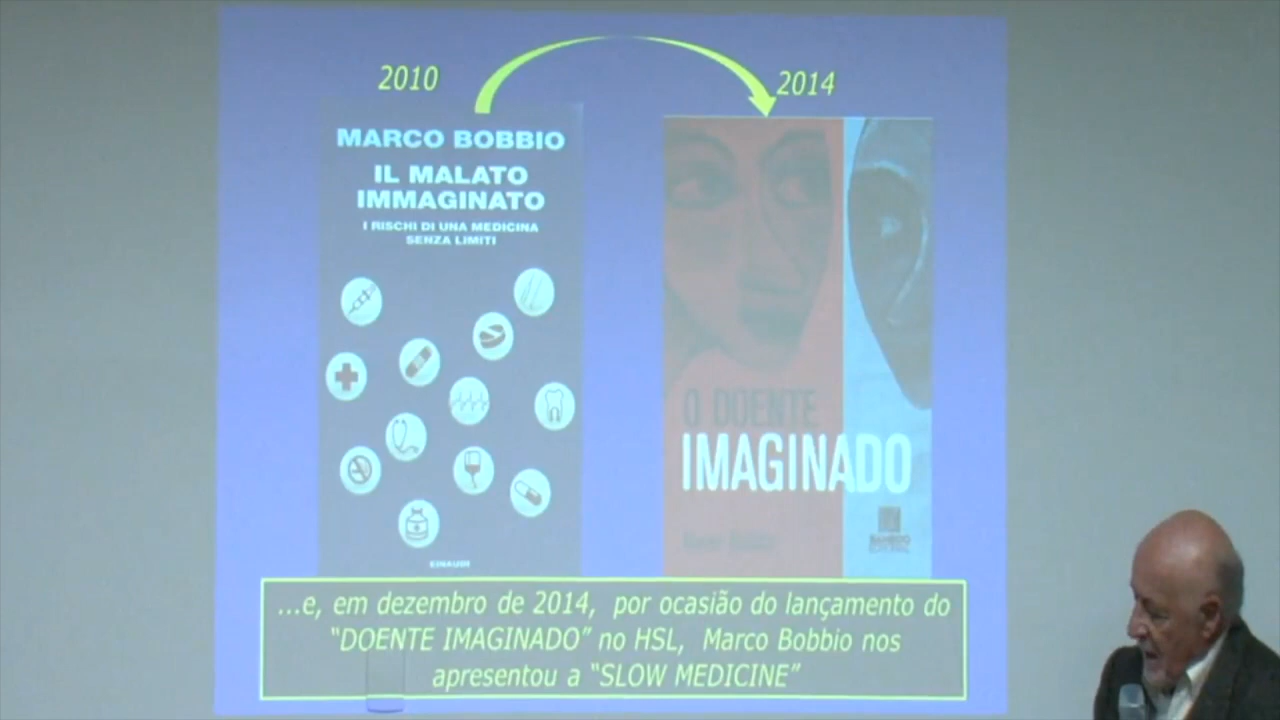 2010
2014
MARCO BOBBIO
IL MALATO
IMMAGINATO
I RISCHI DI UNA MEDICINA
SENZA LIMITI
EINAUDI
O DOENTE
IMAGINADO
...e, em dezembro de 2014, por ocasião do lançamento do
"DOENTE IMAGINADO" no HSL, Marco Bobbio nos
apresentou a "SLOW MEDICINE"